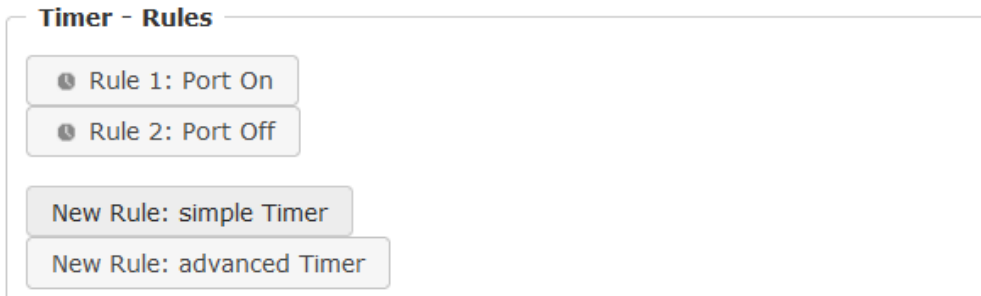 Timer - Rules
Rule 1: Port On
Rule 2: Port Off
New Rule: simple Timer
New Rule: advanced Timer